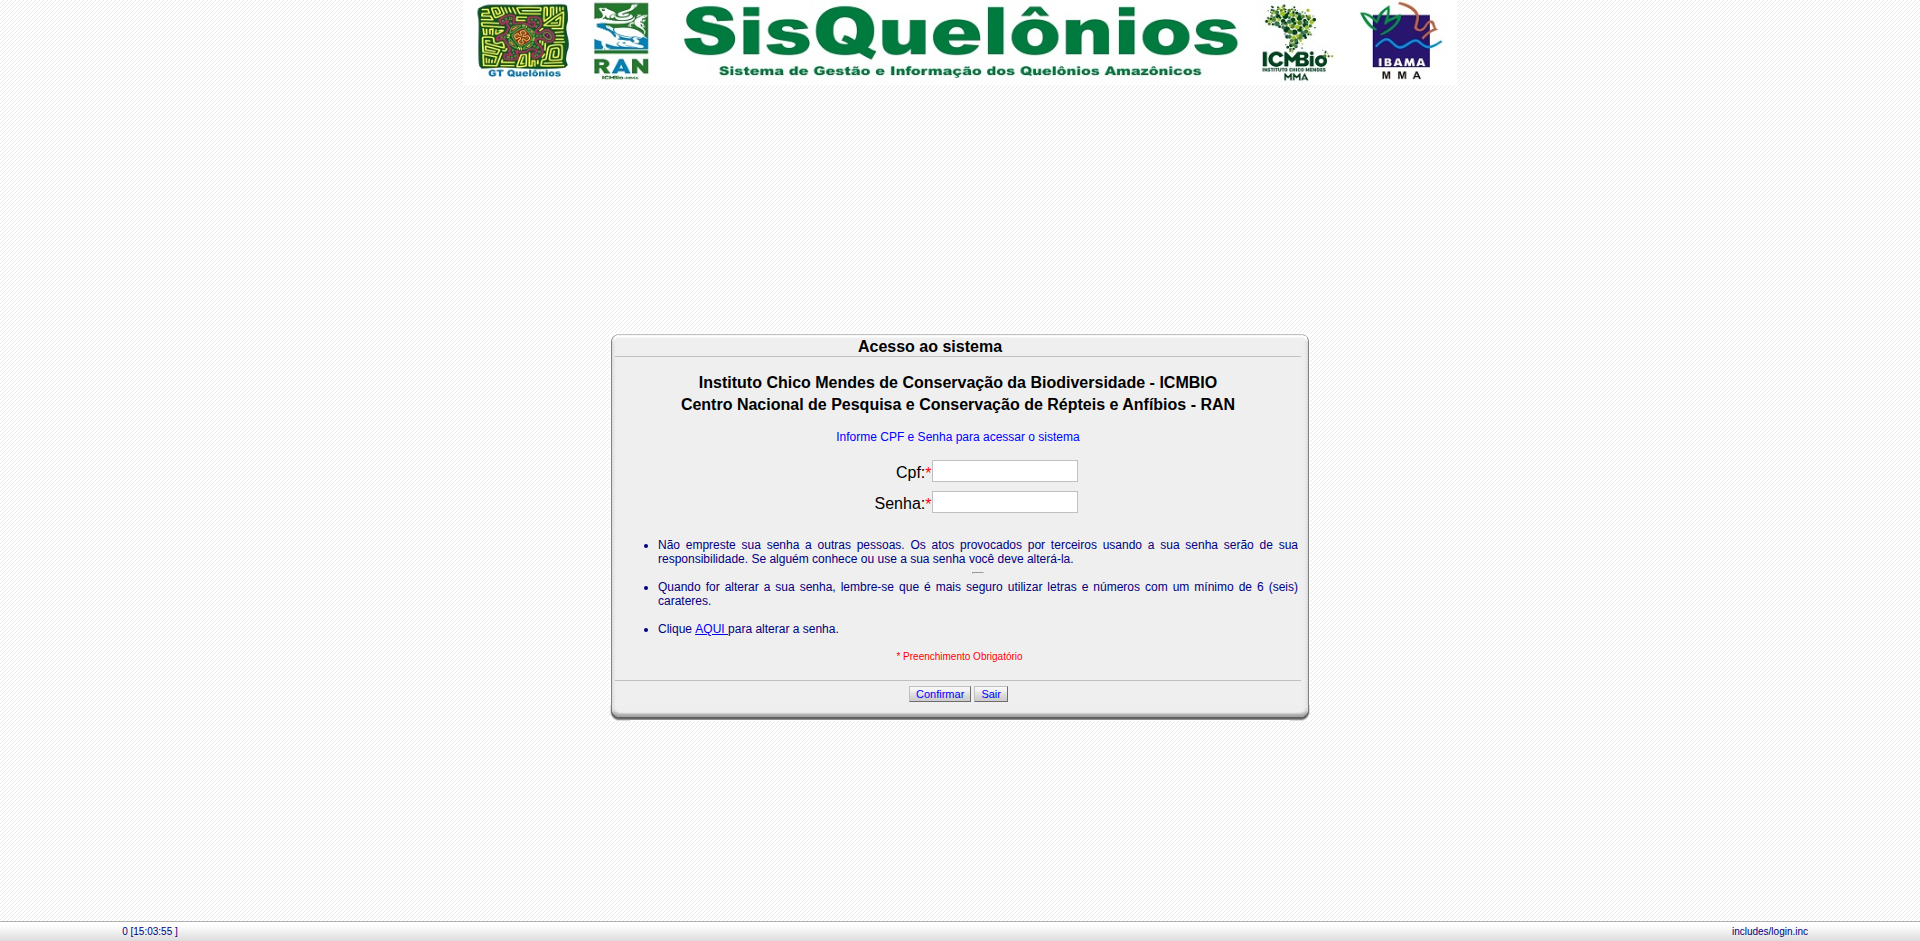 GT Quelônios
RAN
SisQuelônios
Sistema de Gestão e Informação dos Quelônios Amazônicos
ICMBio
INSTITUTO CHICO MENDES
MMA
IBAMA
M M A
Acesso ao sistema
Instituto Chico Mendes de Conservação da Biodiversidade - ICMBIO
Centro Nacional de Pesquisa e Conservação de Répteis e Anfíbios - RAN
Informe CPF e Senha para acessar o sistema
Cpf:*
Senha:*
Não empreste sua senha a outras pessoas. Os atos provocados por terceiros usando a sua senha serão de sua
responsibilidade. Se alguém conhece ou use a sua senha você deve alterá-la.
Quando for alterar a sua senha, lembre-se que é mais seguro utilizar letras e números com um mínimo de 6 (seis)
carateres.
Clique AQUI para alterar a senha.
* Preenchimento Obrigatório
Confirmar Sair
0 [15:03:55 ]
includes/login.inc